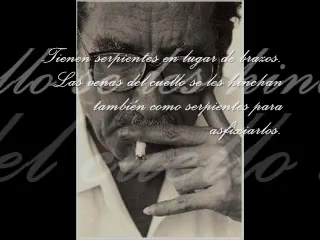 Tienen serpientes en lugar de brazos.
Las venas del cuello se les hinchan
también como serpientes para
asfixiarlos.